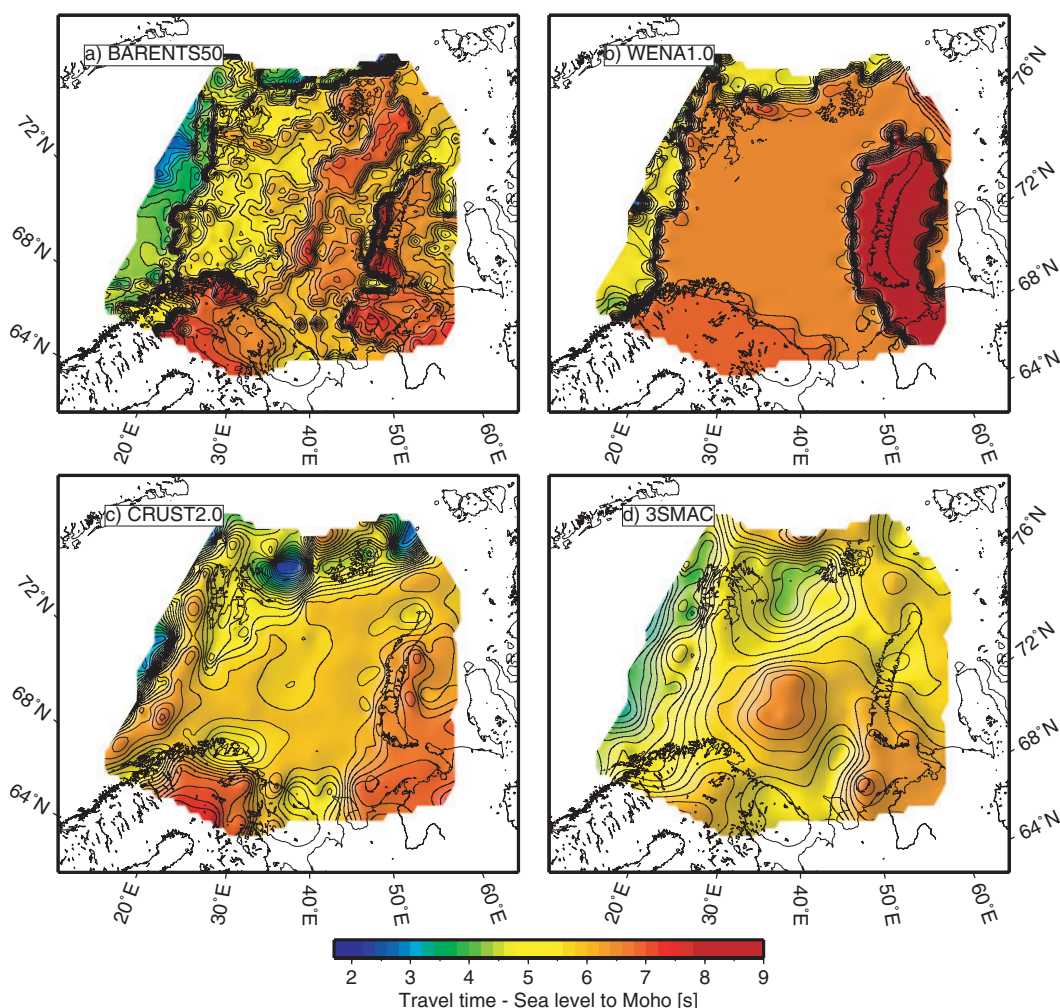 a) BARENTS50
b) WENA1.0
76°N
72°N
72°N
68°N
68°N
64°N
64°N
20°E
30°E
40°E
50°E
60°E
20°E
30°E
40°E
50°E
60°E
c) CRUST2.0
d) 3SMAC
76°N
72°N
72°N
68°N
68°N
64°N
64°N
20°E
30°E
40°E
50°E
60°E
20°E
30°E
40°E
50°E
60°E
2 3 4 5 6 7 8 9
Travel time - Sea level to Moho [s]